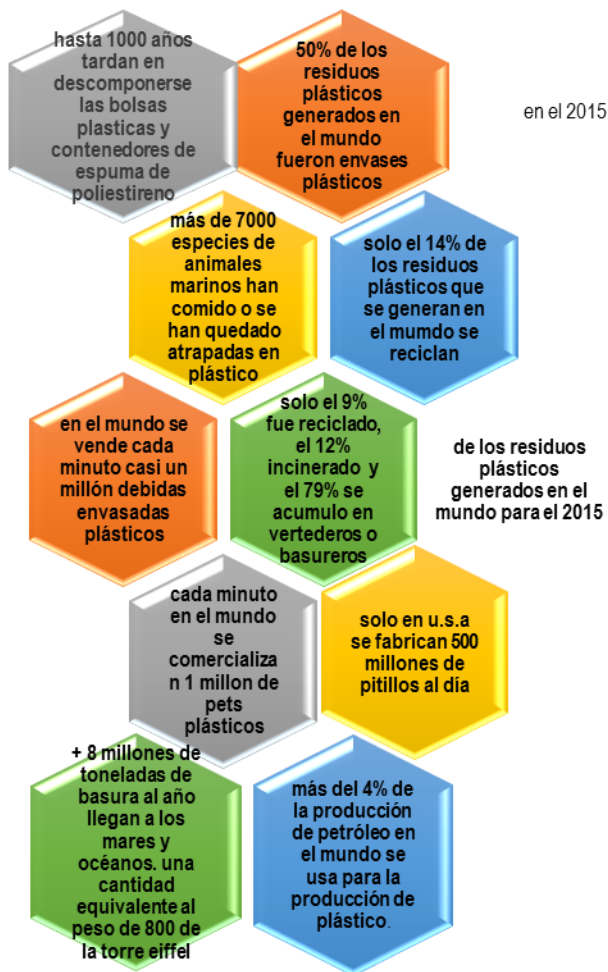 hasta 1000 años
tardan en
descomponerse
las bolsas
plasticas y
contenedores de
espuma de
poliestireno
50% de los
residuos
plásticos
generados en
el mundo
fueron envases
plásticos
en el 2015
más de 7000
especies de
animales
marinos han
comido o se
han quedado
atrapadas en
plástico
solo el 14% de
los residuos
plásticos que
se generan en
el mumdo se
reciclan
en el mundo se
vende cada
minuto casi un
millón debidas
envasadas
plásticos
solo el 9%
fue reciclado,
el 12%
incinerado y
el 79% se
acumulo en
vertederos o
basureros
de los residuos
plásticos
generados en el
mundo para el 2015
cada minuto
en el mundo
se
comercializa
n 1 millon de
pets
plásticos
solo en u.s.a
se fabrican 500
millones de
pitillos al día
+ 8 millones de
toneladas de
basura al año
llegan a los
mares y
océanos. una
cantidad
equivalente al
peso de 800 de
la torre eiffel
más del 4% de
la producción
de petróleo en
el mundo se
usa para la
producción de
plástico.